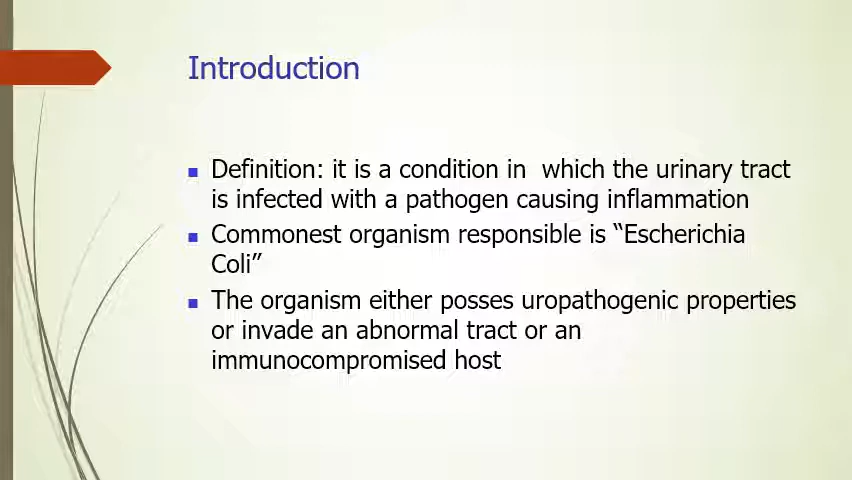 Introduction
Definition: it is a condition in  which the urinary tract
is infected with a pathogen causing inflammation
Commonest organism responsible is “Escherichia
Coli”
The organism either posses uropathogenic properties
or invade an abnormal tract or an
immunocompromised host